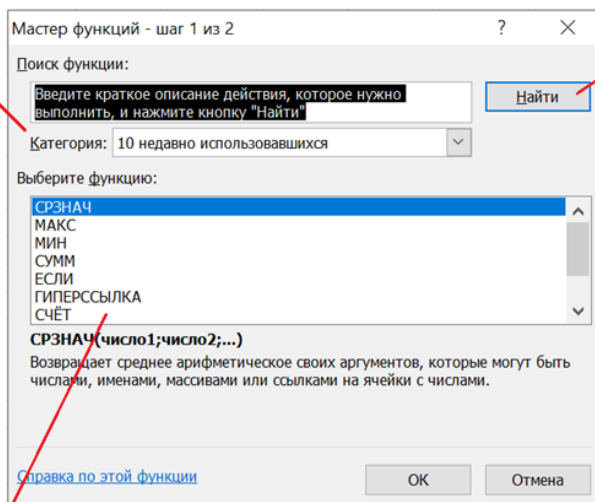 Мастер функций - шаг 1 из 2
?
Поиск функции:
Введите краткое описание действия, которое нужно
выполнить, и нажмите кнопку "Найти"
Найти
Категория: 10 недавно использовавшихся
Выберите функцию:
СРЗНАЧ
МАКС
МИН
СУММ
ЕСЛИ
ГИПЕРССЫЛКА
СЧЁТ
СРЗНАЧ(число1;число2;...)
Возвращает среднее арифметическое своих аргументов, которые могут быть
числами, именами, массивами или ссылками на ячейки с числами.
Справка по этой функции
ОК
Отмена